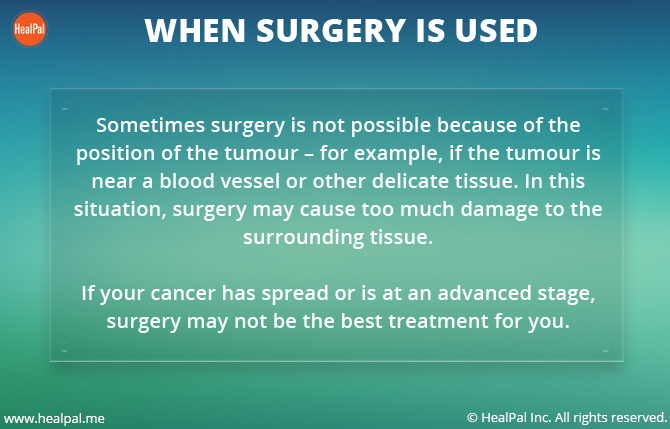 HealPal
WHEN SURGERY IS USED
Sometimes surgery is not possible because of the
position of the tumour – for example, if the tumour is
near a blood vessel or other delicate tissue. In this
situation, surgery may cause too much damage to the
surrounding tissue.
If your cancer has spread or is at an advanced stage,
surgery may not be the best treatment for you.
www.healpal.me
© HealPal Inc. All rights reserved.